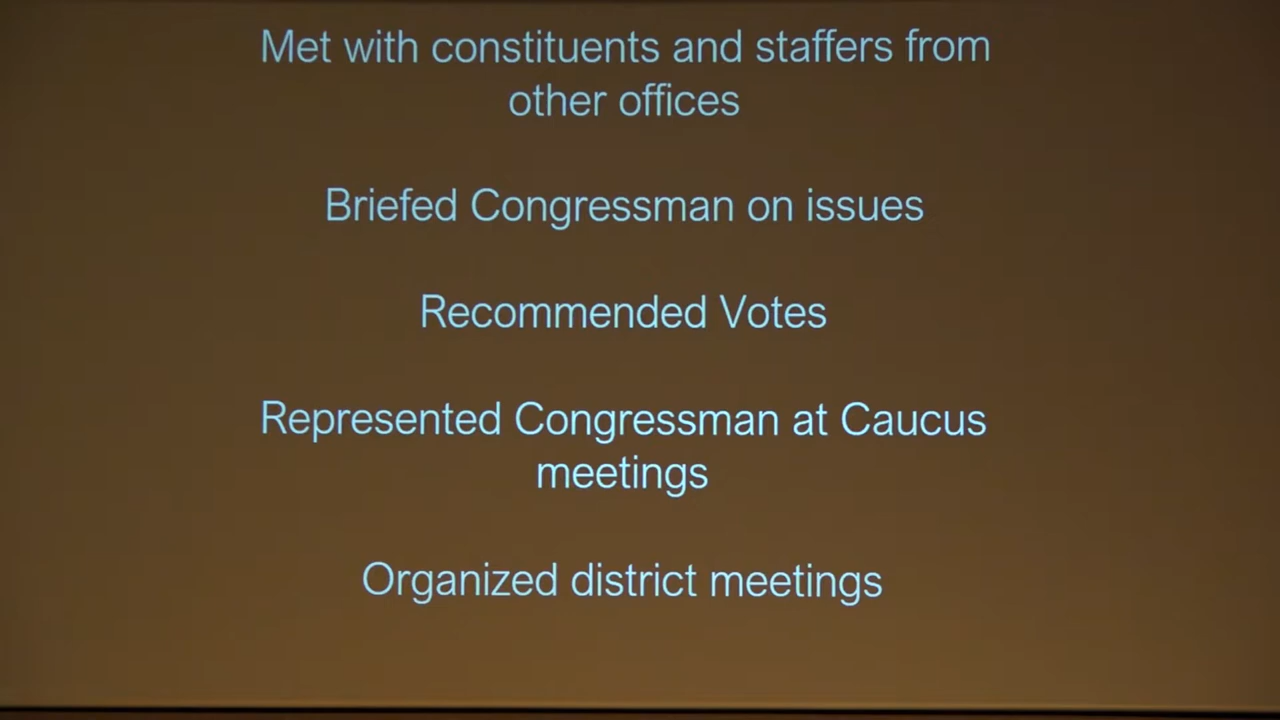 Met with constituents and staffers from
other offices
Briefed Congressman on issues
Recommended Votes
Represented Congressman at Caucus
meetings
Organized district meetings